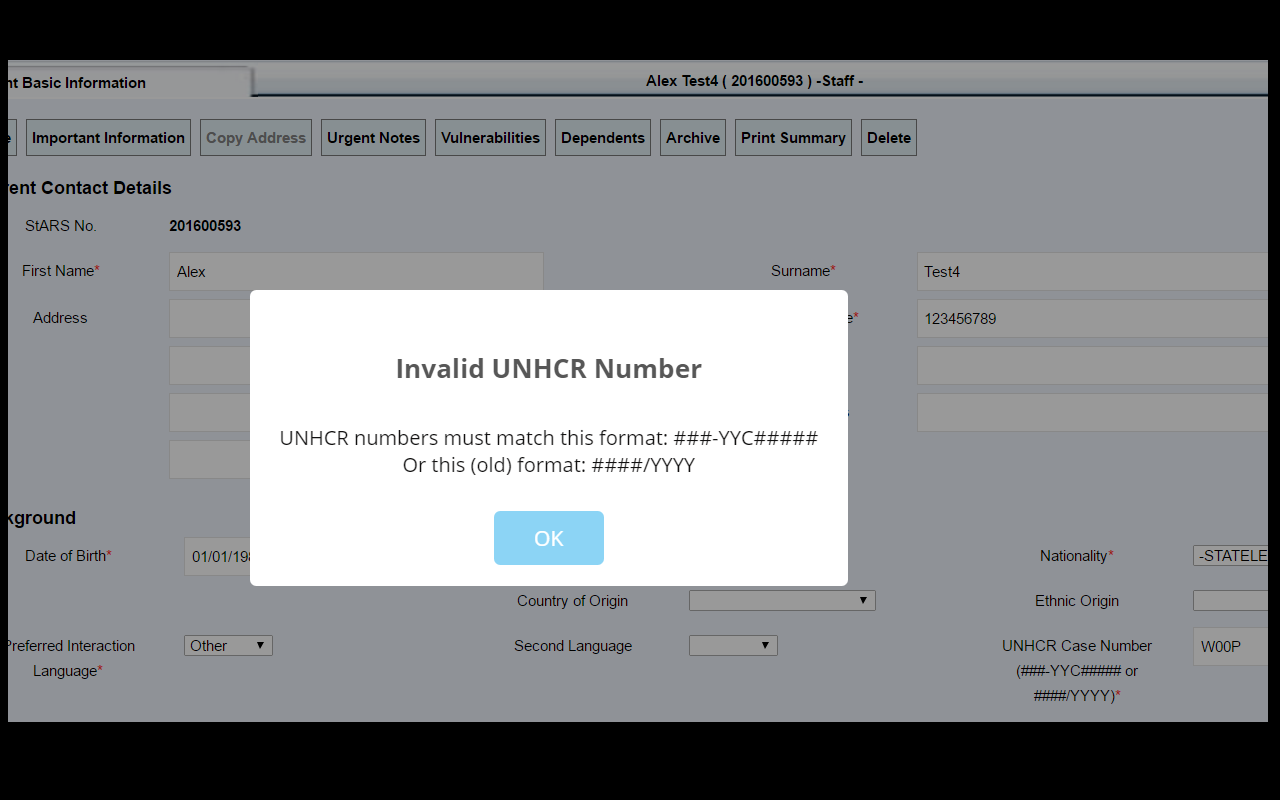 nt Basic Information
Alex Test4 ( 201600593 ) -Staff -
e Important Information Copy Address Urgent Notes Vulnerabilities Dependents Archive Print Summary Delete
rent Contact Details
StARS No. 201600593
First Name* Alex Surname* Test4
Address e* 123456789
Invalid UNHCR Number
UNHCR numbers must match this format: ###-YYC#####
Or this (old) format: ####/YYYY
OK
kground
Date of Birth* 01/01/19 Nationality* -STATELE
Country of Origin Ethnic Origin
Preferred Interaction Language* Other Second Language UNHCR Case Number
(###-YYC##### or
####/YYYY)* W00P